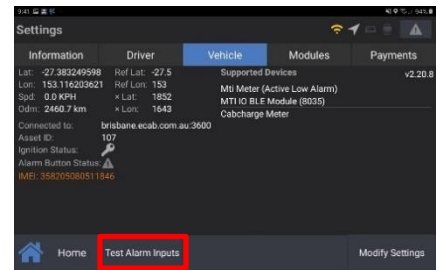 9:41
94%
Settings
Information Driver Vehicle Modules Payments
Lat: -27.383249598 Ref Lat: -27.5 Supported Devices v2.20.8
Lon: 153.116203621 Ref Lon: 153 Mti Meter (Active Low Alarm)
Spd: 0.0 KPH × Lat: 1852 MTI IO BLE Module (8035)
Odm: 2460.7 km × Lon: 1643 Cabcharge Meter
Connected to: brisbane.ecab.com.au:3600
Asset ID: 107
Ignition Status:
Alarm Button Status:
IMEI: 358205080511846
Home Test Alarm Inputs Modify Settings